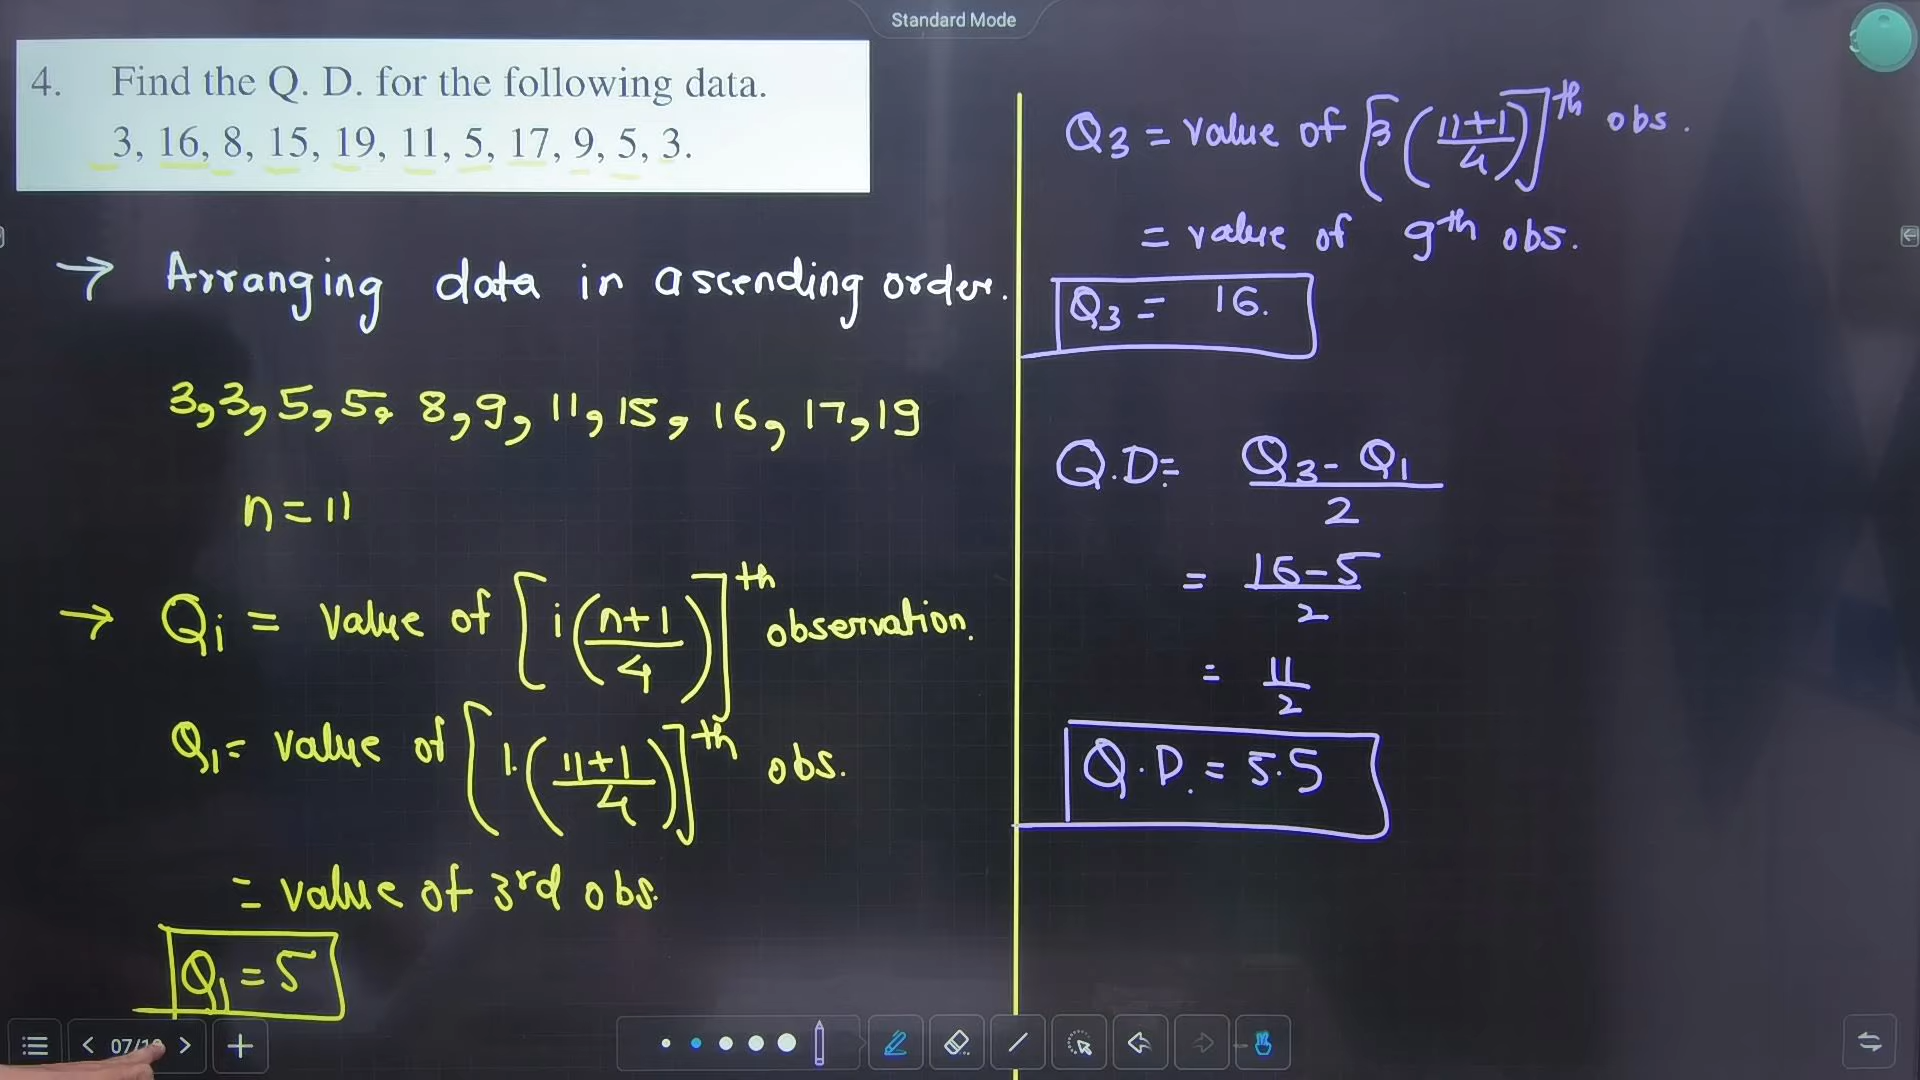 Standard Mode
4. Find the Q. D. for the following data.
3, 16, 8, 15, 19, 11, 5, 17, 9, 5, 3.
→ Arranging data in ascending order.
3, 3, 5, 5, 8, 9, 11, 15, 16, 17, 19
n = 11
→ Qi = value of [i((n+1)/4)]th observation.
Q1 = value of [1.((11+1)/4)]th obs.
= value of 3rd obs.
Q1 = 5
Q3 = value of [3((11+1)/4)]th obs.
= value of 9th obs.
Q3 = 16.
Q.D = (Q3 - Q1)/2
= (16-5)/2
= 11/2
Q.D. = 5.5